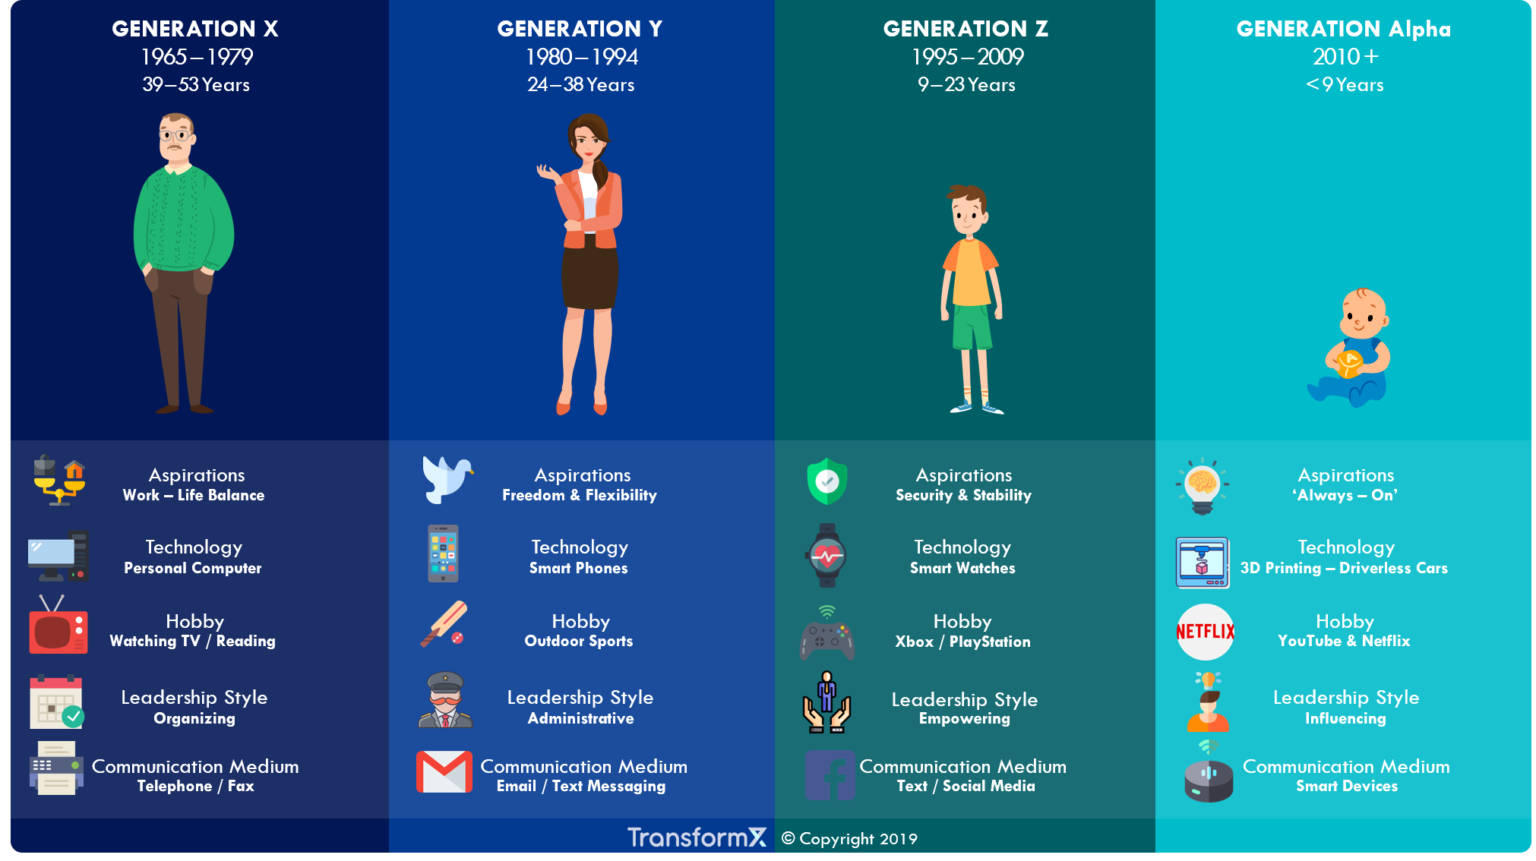 GENERATION X
1965–1979
39–53 Years
GENERATION Y
1980–1994
24–38 Years
GENERATION Z
1995–2009
9–23 Years
GENERATION Alpha
2010+
<9 Years
Aspirations
Work – Life Balance
Technology
Personal Computer
Hobby
Watching TV / Reading
Leadership Style
Organizing
Communication Medium
Telephone / Fax
Aspirations
Freedom & Flexibility
Technology
Smart Phones
Hobby
Outdoor Sports
Leadership Style
Administrative
Communication Medium
Email / Text Messaging
Aspirations
Security & Stability
Technology
Smart Watches
Hobby
Xbox / PlayStation
Leadership Style
Empowering
Communication Medium
Text / Social Media
Aspirations
‘Always – On’
Technology
3D Printing – Driverless Cars
NETFLIX
Hobby
YouTube & Netflix
Leadership Style
Influencing
Communication Medium
Smart Devices
TransformX © Copyright 2019